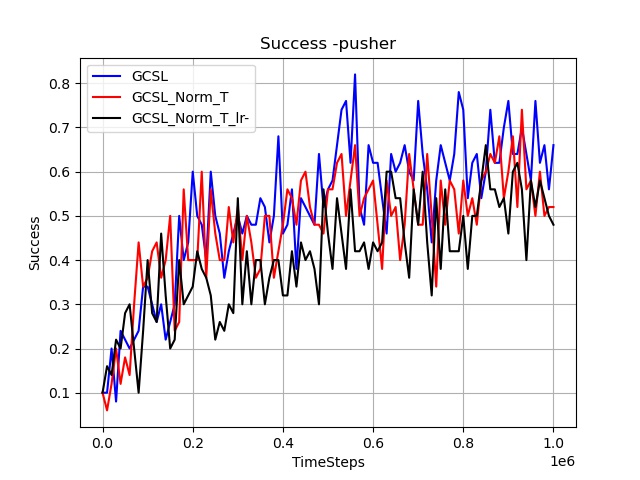 Success -pusher
GCSL
GCSL_Norm_T
GCSL_Norm_T_lr-
Success
0.8
0.7
0.6
0.5
0.4
0.3
0.2
0.1
0.0 0.2 0.4 0.6 0.8 1.0
1e6
TimeSteps